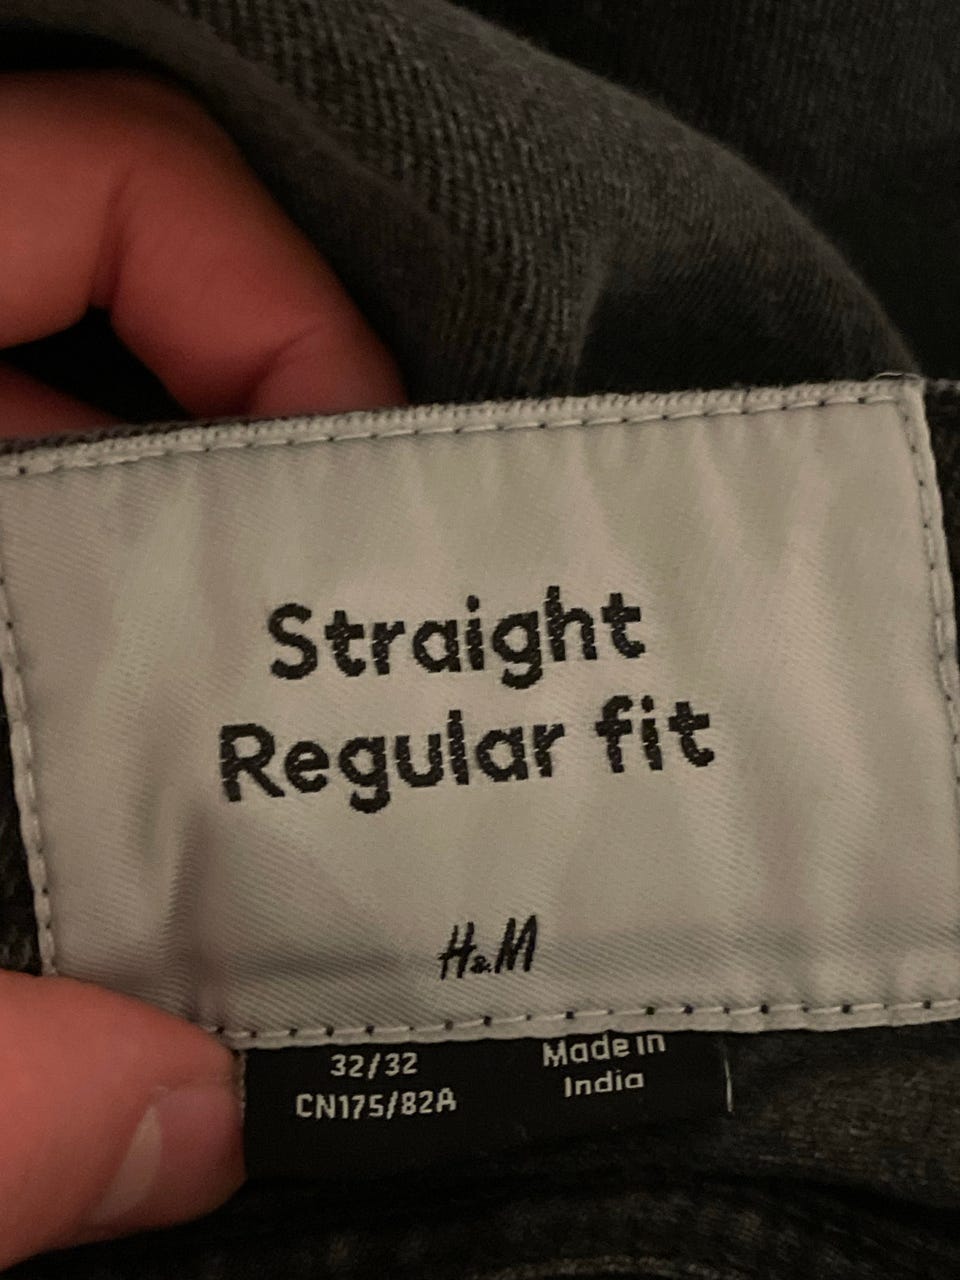 Straight
Regular fit
H&M
32/32
CN175/82A
Made in
India